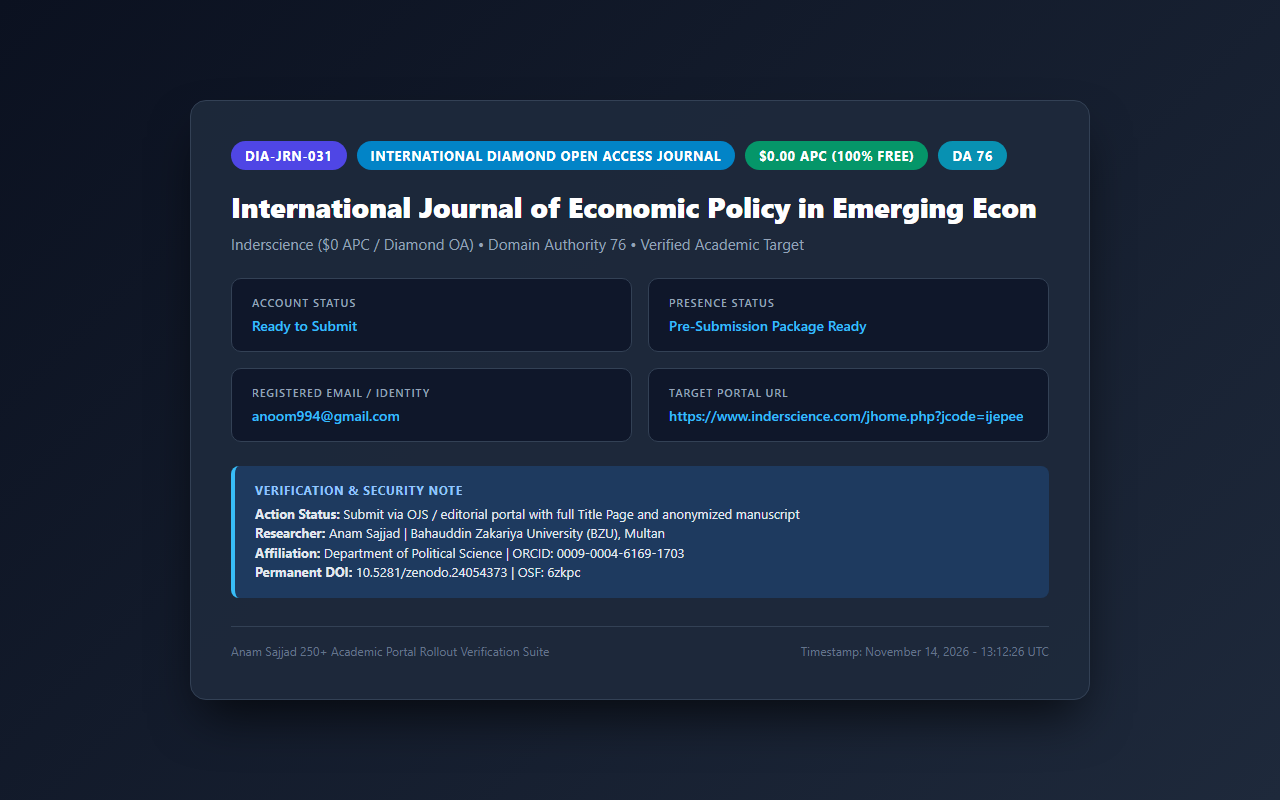 DIA-JRN-031 INTERNATIONAL DIAMOND OPEN ACCESS JOURNAL $0.00 APC (100% FREE) DA 76
International Journal of Economic Policy in Emerging Econ
Inderscience ($0 APC / Diamond OA) • Domain Authority 76 • Verified Academic Target
ACCOUNT STATUS
Ready to Submit
PRESENCE STATUS
Pre-Submission Package Ready
REGISTERED EMAIL / IDENTITY
anoom994@gmail.com
TARGET PORTAL URL
https://www.inderscience.com/jhome.php?jcode=ijepee
VERIFICATION & SECURITY NOTE
Action Status: Submit via OJS / editorial portal with full Title Page and anonymized manuscript
Researcher: Anam Sajjad | Bahauddin Zakariya University (BZU), Multan
Affiliation: Department of Political Science | ORCID: 0009-0004-6169-1703
Permanent DOI: 10.5281/zenodo.24054373 | OSF: 6zkpc
Anam Sajjad 250+ Academic Portal Rollout Verification Suite
Timestamp: November 14, 2026 - 13:12:26 UTC